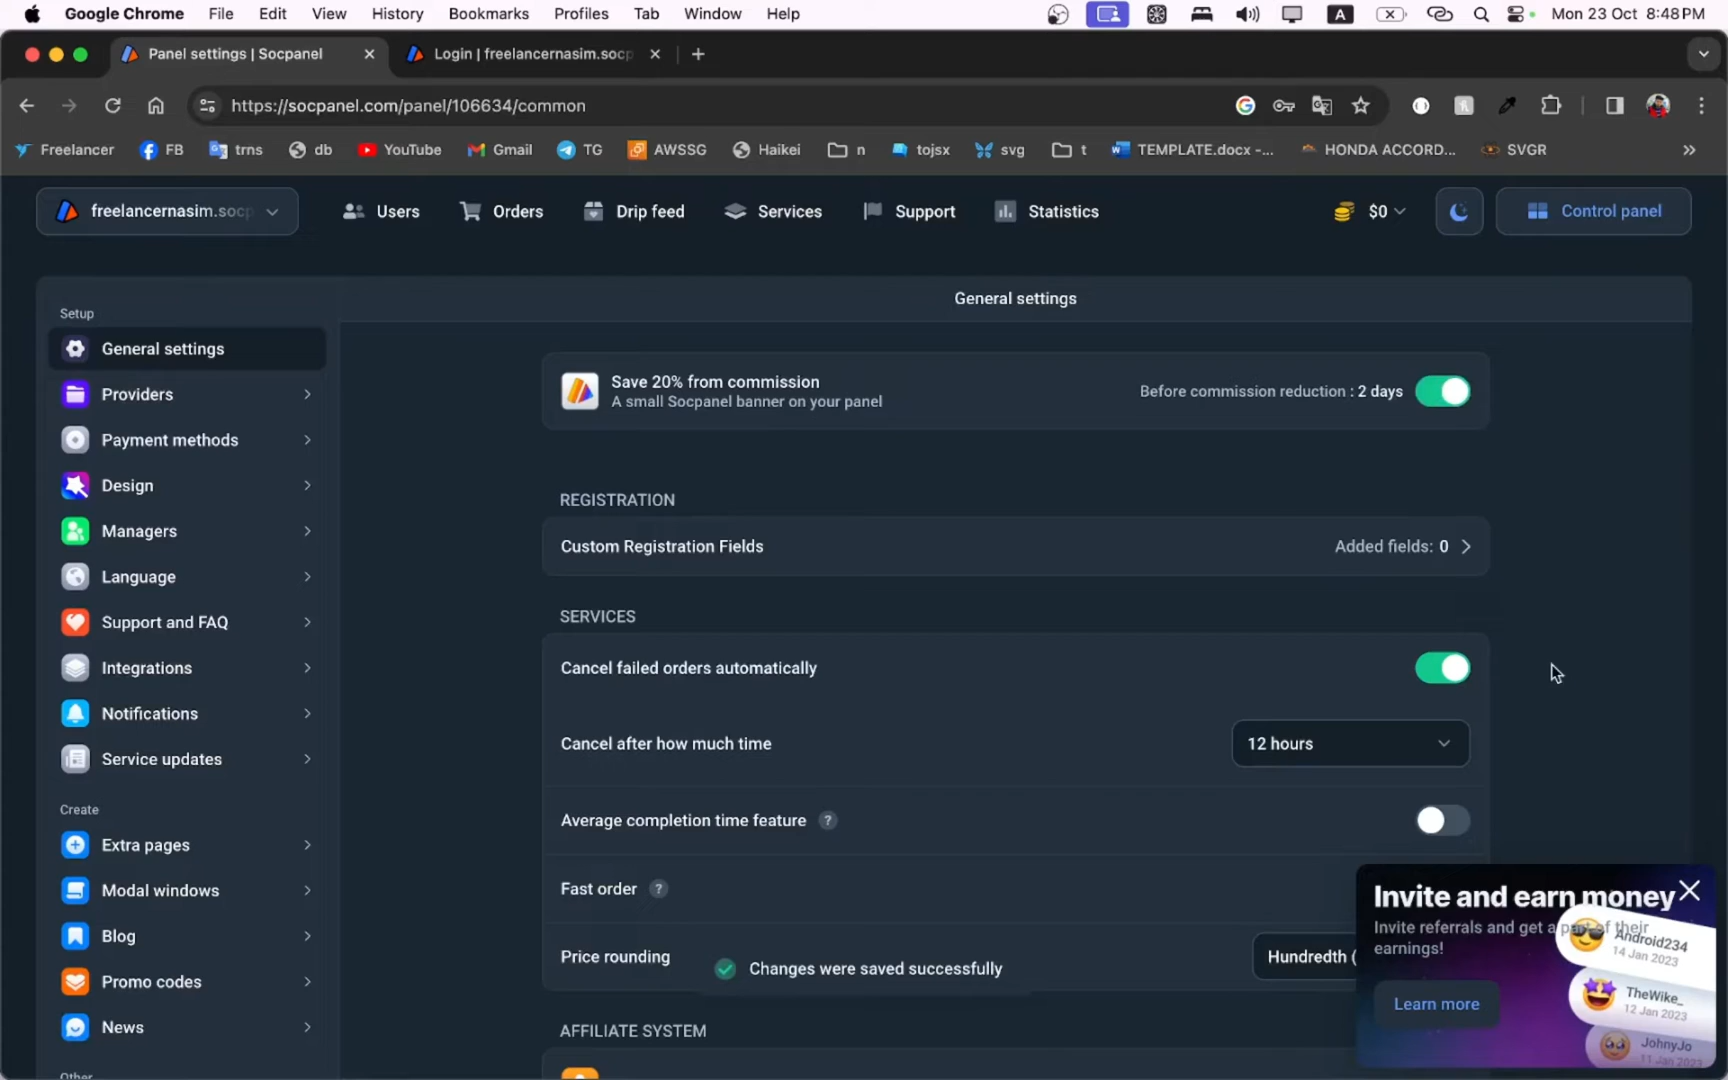 Google Chrome File Edit View History Bookmarks Profiles Tab Window Help A Mon 23 Oct 8:48 PM
Panel settings | Socpanel Login | freelancernasim.socp
https://socpanel.com/panel/106634/common
Freelancer FB trns db YouTube Gmail TG AWSSG Haikei n tojsx svg t TEMPLATE.docx -... HONDA ACCORD... SVGR
freelancernasim.socp Users Orders Drip feed Services Support Statistics $0 Control panel
General settings
Setup
General settings
Providers
Payment methods
Design
Managers
Language
Support and FAQ
Integrations
Notifications
Service updates
Create
Extra pages
Modal windows
Blog
Promo codes
News
Other
Save 20% from commission
A small Socpanel banner on your panel
Before commission reduction : 2 days
REGISTRATION
Custom Registration Fields Added fields: 0
SERVICES
Cancel failed orders automatically
Cancel after how much time 12 hours
Average completion time feature ?
Fast order ?
Price rounding Hundredth (
Changes were saved successfully
AFFILIATE SYSTEM
Invite and earn money
Invite referrals and get a part of their
earnings!
Learn more
Android234
14 Jan 2023
TheWike_
12 Jan 2023
JohnyJo
11 Jan 2023